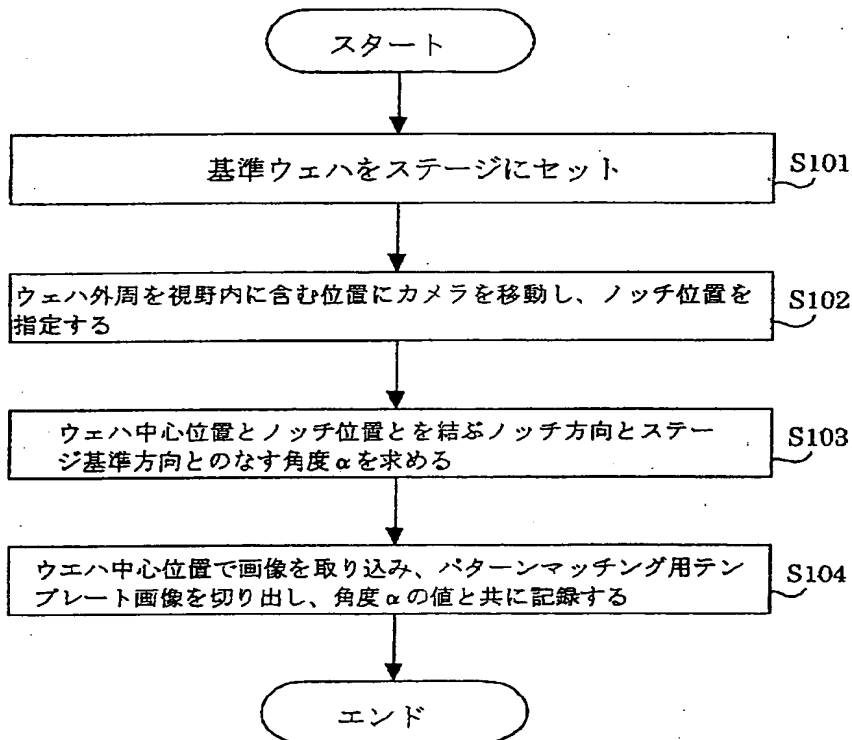 スタート
基準ウェハをステージにセット
S101
ウェハ外周を視野内に含む位置にカメラを移動し、ノッチ位置を
指定する
S102
ウェハ中心位置とノッチ位置とを結ぶノッチ方向とステー
ジ基準方向とのなす角度αを求める
S103
ウエハ中心位置で画像を取り込み、パターンマッチング用テン
プレート画像を切り出し、角度αの値と共に記録する
S104
エンド